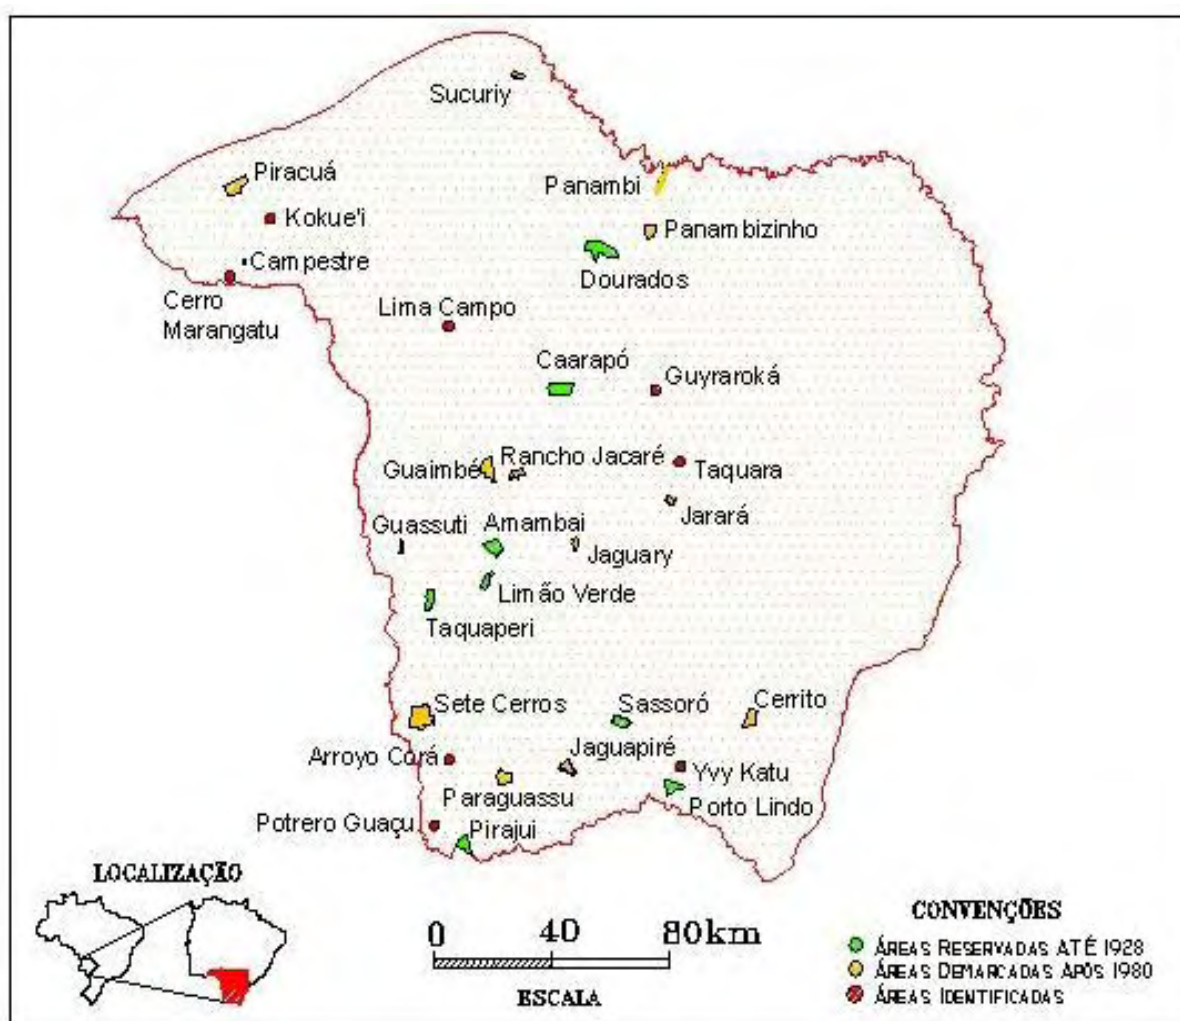 Sucuriy
Piracuá
Panambi
Kokue'i
Panambizinho
Campestre
Dourados
Cerro
Marangatu
Lima Campo
Caarapó
Guyraroká
Rancho Jacaré
Guaimbé
Taquara
Jarará
Guassuti
Amambai
Jaguary
Limão Verde
Taquaperi
Sete Cerros
Sassoró
Cerrito
Arroyo Corá
Jaguapiré
Yvy Katu
Paraguassu
Porto Lindo
Potrero Guaçu
Pirajui
LOCALIZAÇÃO
0 40 80km
ESCALA
CONVENÇÕES
ÁREAS RESERVADAS ATÉ 1928
ÁREAS DEMARCADAS APÓS 1980
ÁREAS IDENTIFICADAS